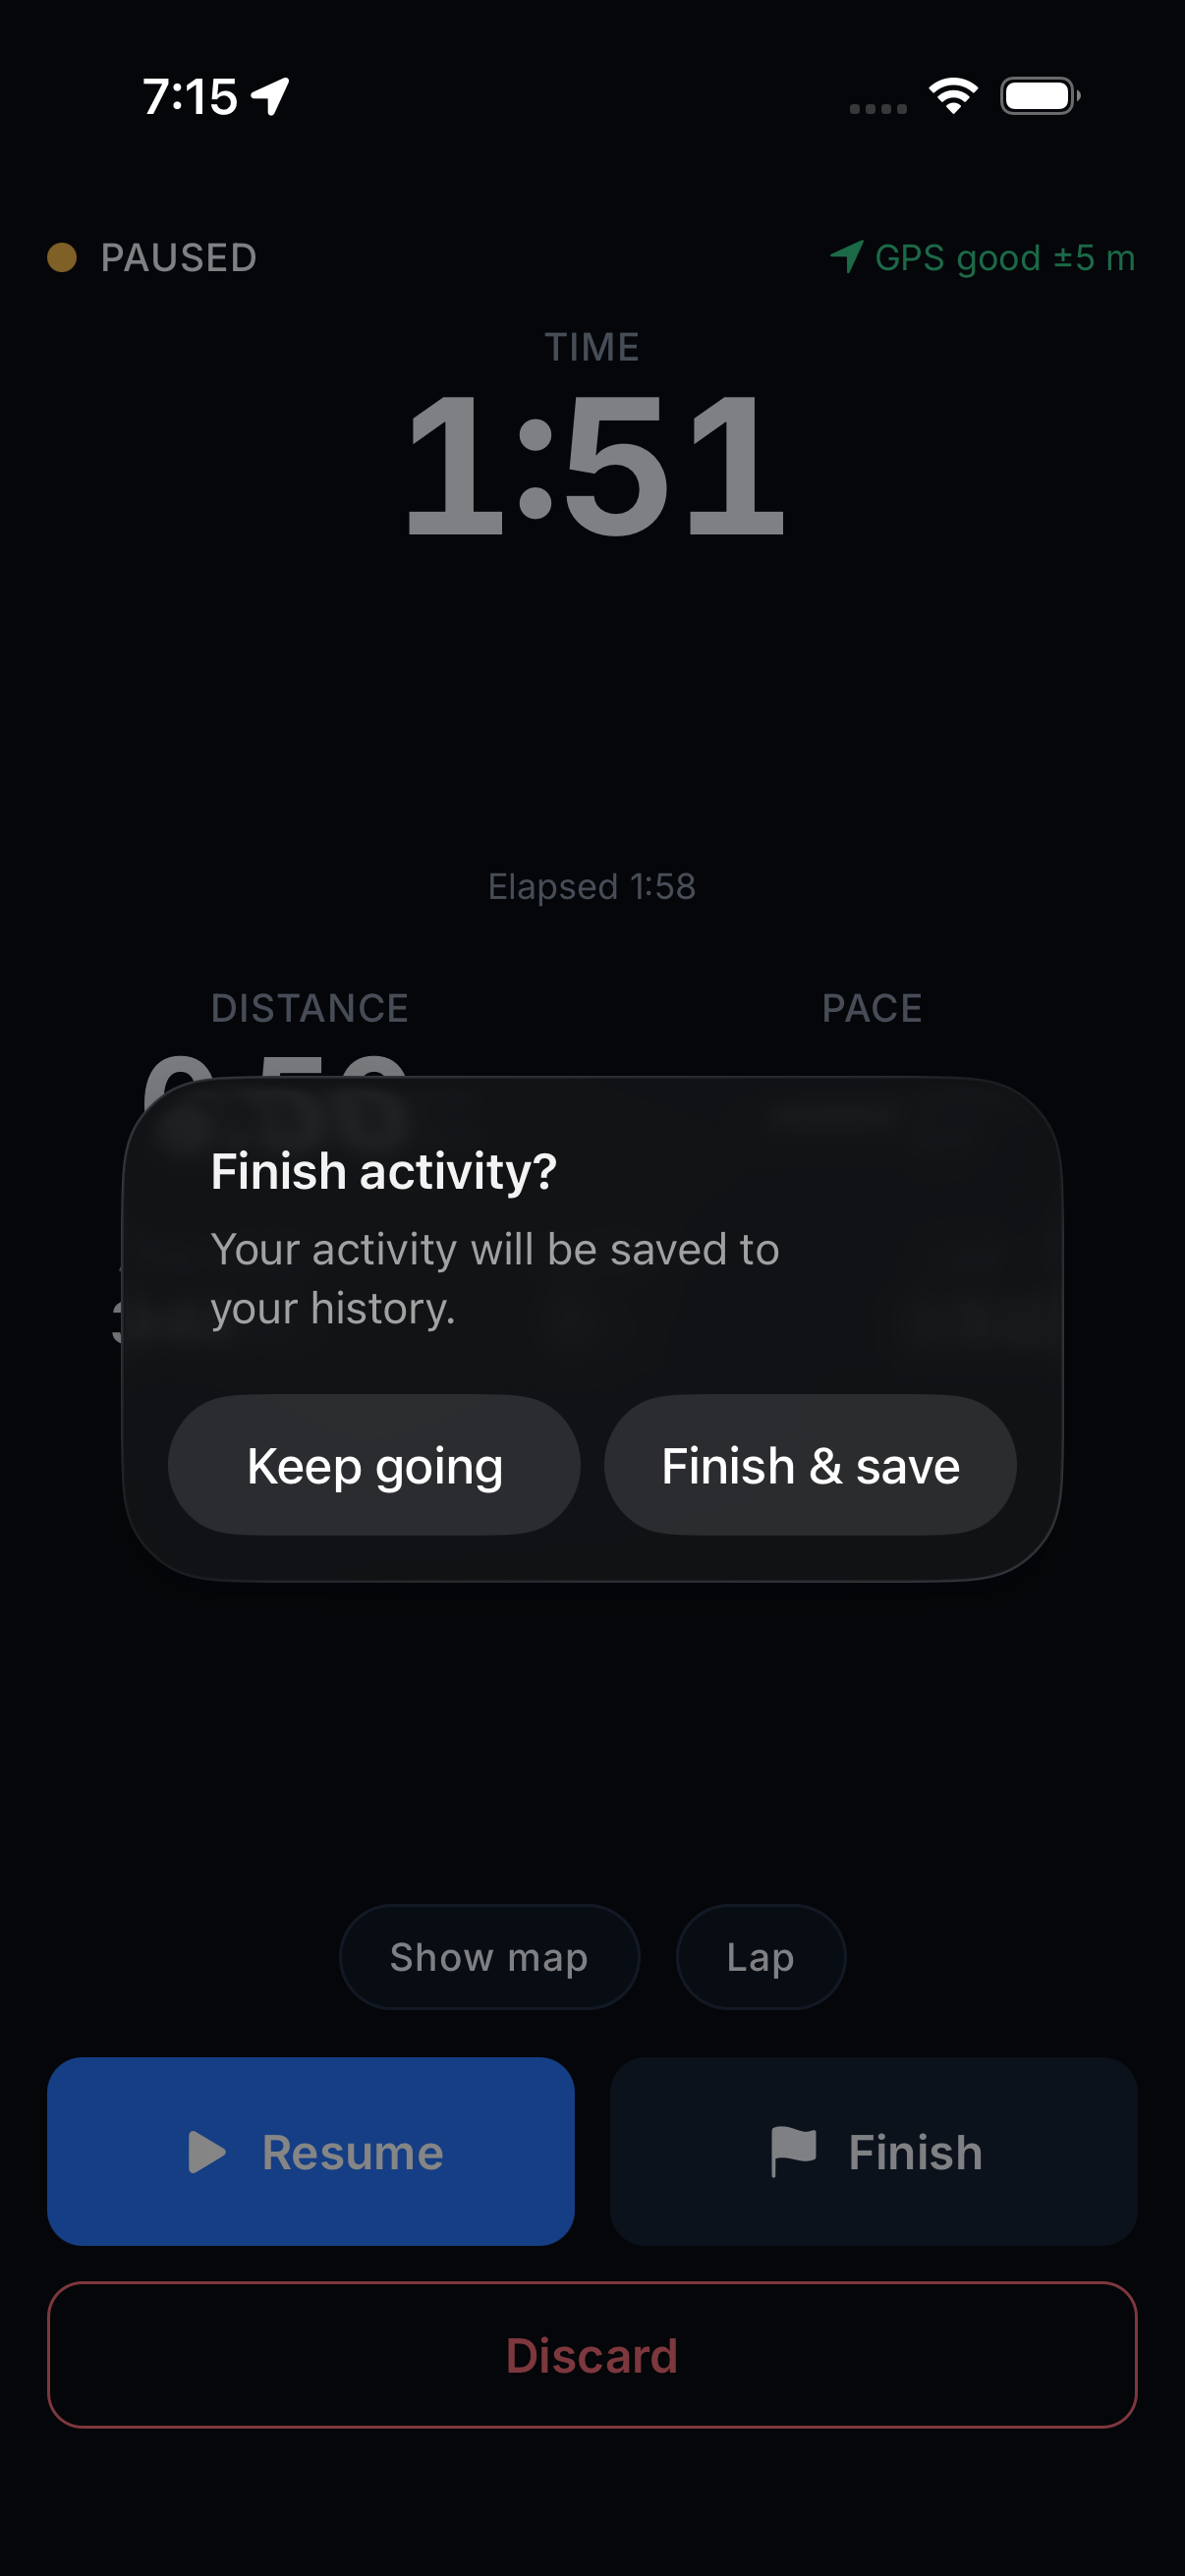 7:15
PAUSED
GPS good ±5 m
TIME
1:51
Elapsed 1:58
DISTANCE
PACE
Finish activity?
Your activity will be saved to
your history.
Keep going
Finish & save
Show map
Lap
Resume
Finish
Discard